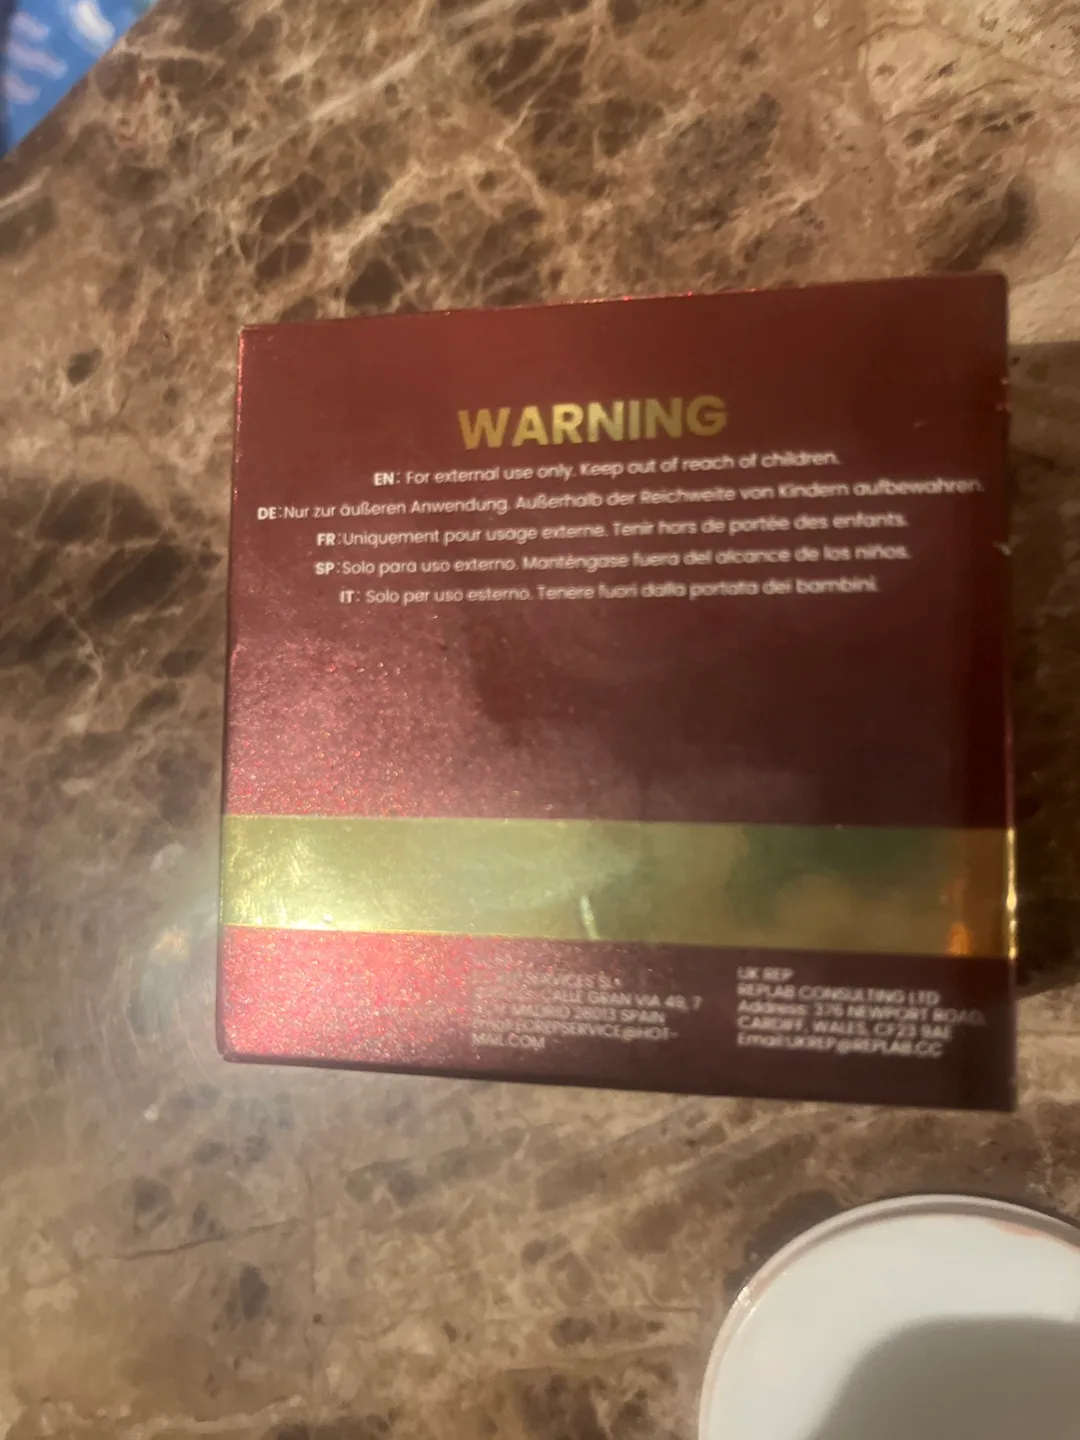 WARNING
EN: For external use only. Keep out of reach of children.
DE:Nur zur äußeren Anwendung. Außerhalb der Reichweite von Kindern aufbewahren.
FR:Uniquement pour usage externe. Tenir hors de portée des enfants.
SP:Solo para uso externo. Manténgase fuera del alcance de los niños.
IT: Solo per uso esterno. Tenere fuori dalla portata dei bambini.
CALLE GRAN VIA 48, 7
MADRID 28013 SPAIN
MAIL.COM
UK REP
REPLAB CONSULTING LTD
Address: 376 NEWPORT ROAD,
CARDIFF, WALES, CF23 9AE
Email:UKREP@REPLAB.CC